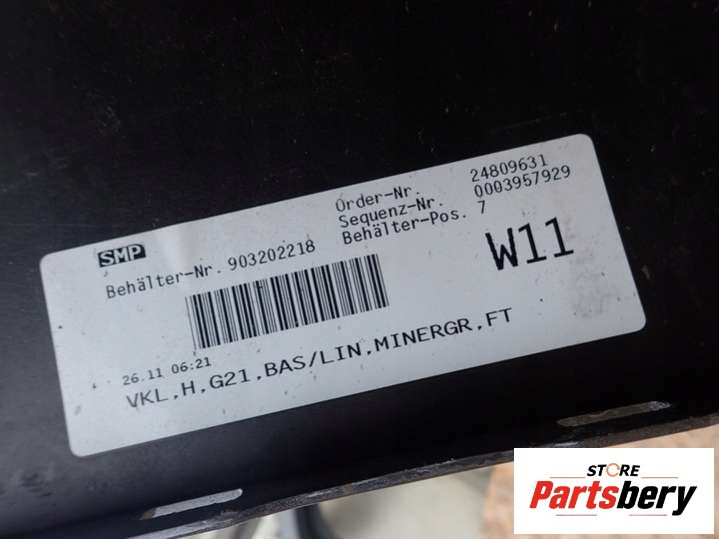 SMP
Order-Nr. 24809631
Sequenz-Nr. 0003957929
Behälter-Pos. 7
Behälter-Nr. 903202218
W11
26.11 06:21
VKL,H,G21,BAS/LIN,MINERGR,FT
STORE
Partsbery